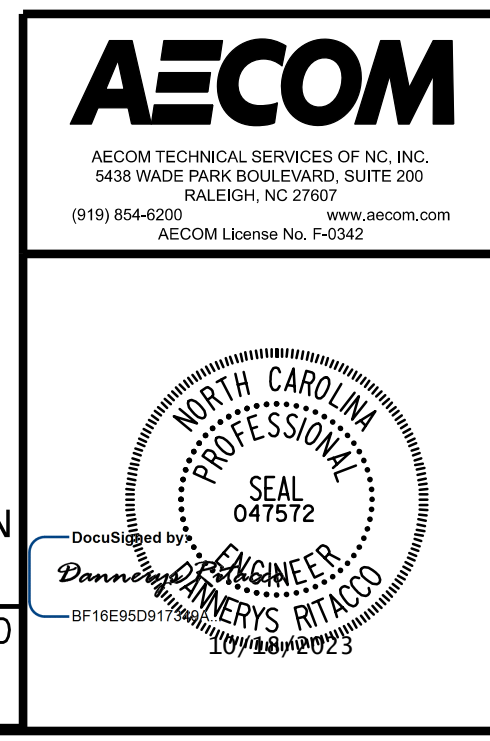 AECOM
AECOM TECHNICAL SERVICES OF NC, INC.
5438 WADE PARK BOULEVARD, SUITE 200
RALEIGH, NC 27607
(919) 854-6200 www.aecom.com
AECOM License No. F-0342
NORTH CAROLINA
PROFESSIONAL
SEAL
047572
ENGINEER
DANNERYS RITACCO
N
DocuSigned by:
Dannerys Ritacco
BF16E95D917349A...
10/18/2023